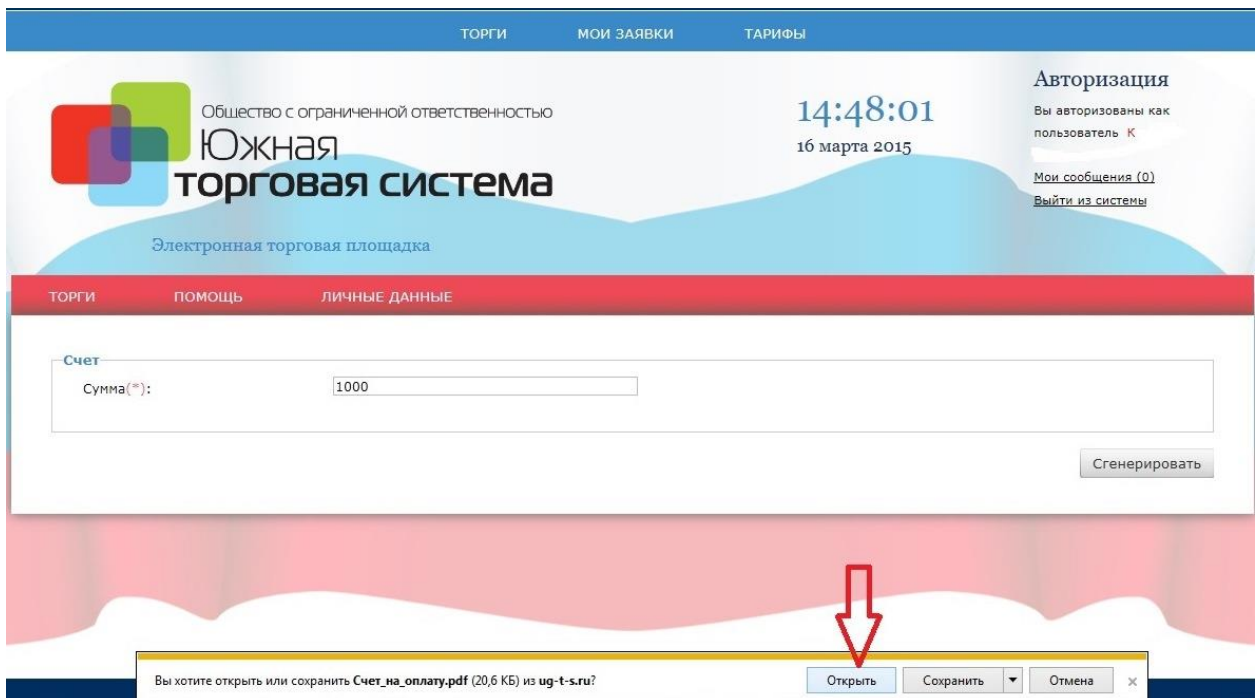 ТОРГИ МОИ ЗАЯВКИ ТАРИФЫ
Общество с ограниченной ответственностью
Южная
торговая система
Электронная торговая площадка
14:48:01
16 марта 2015
Авторизация
Вы авторизованы как
пользователь К
Мои сообщения (0)
Выйти из системы
ТОРГИ ПОМОЩЬ ЛИЧНЫЕ ДАННЫЕ
Счет
Сумма(*): 1000
Сгенерировать
Вы хотите открыть или сохранить Счет_на_оплату.pdf (20,6 КБ) из ug-t-s.ru? Открыть Сохранить Отмена